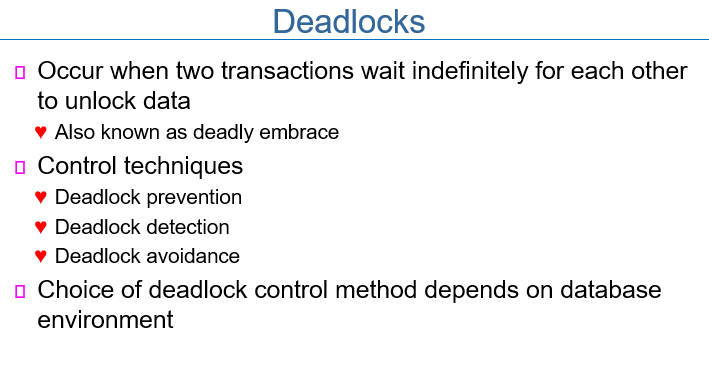 Deadlocks
Occur when two transactions wait indefinitely for each other
to unlock data
♥ Also known as deadly embrace
Control techniques
♥ Deadlock prevention
♥ Deadlock detection
♥ Deadlock avoidance
Choice of deadlock control method depends on database
environment